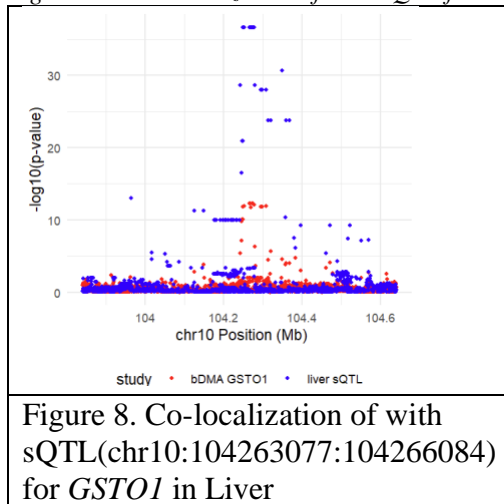 30
20
10
0
-log10(p-value)
104
104.2
104.4
104.6
chr10 Position (Mb)
study
bDMA GSTO1
liver sQTL
Figure 8. Co-localization of with
sQTL(chr10:104263077:104266084)
for GSTO1 in Liver